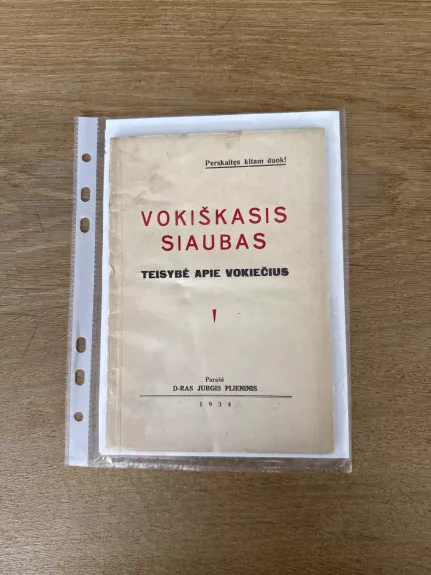 Perskaitęs kitam duok!
VOKIŠKASIS
SIAUBAS
TEISYBĖ APIE VOKIEČIUS
Parašė
D-RAS JURGIS PLIENINIS
1934